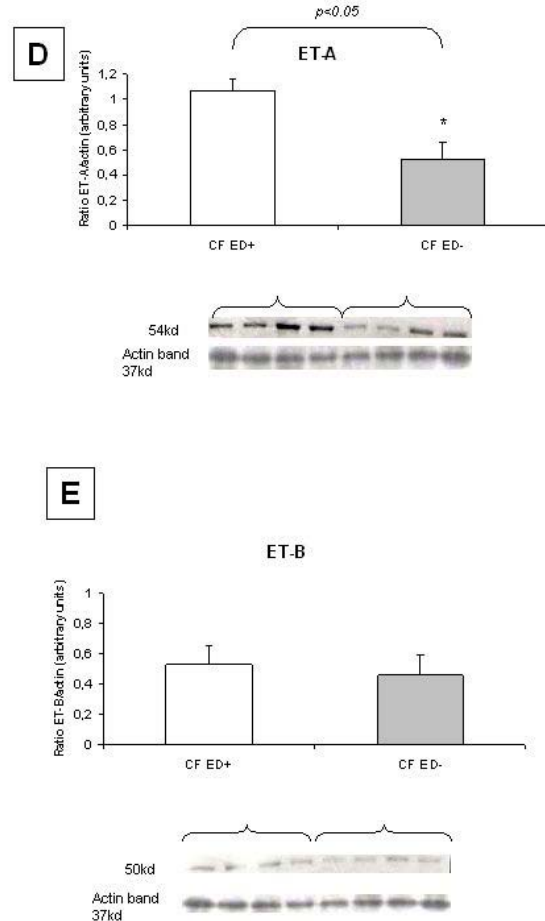 p<0.05
D
ET-A
Ratio ET-A/actin (arbitrary units)
1,2
1
0,8
0,6
0,4
0,2
0
*
CF ED+
CF ED-
54kd
Actin band
37kd
E
ET-B
Ratio ET-B/actin (arbitrary units)
1
0,8
0,6
0,4
0,2
0
CF ED+
CF ED-
50kd
Actin band
37kd